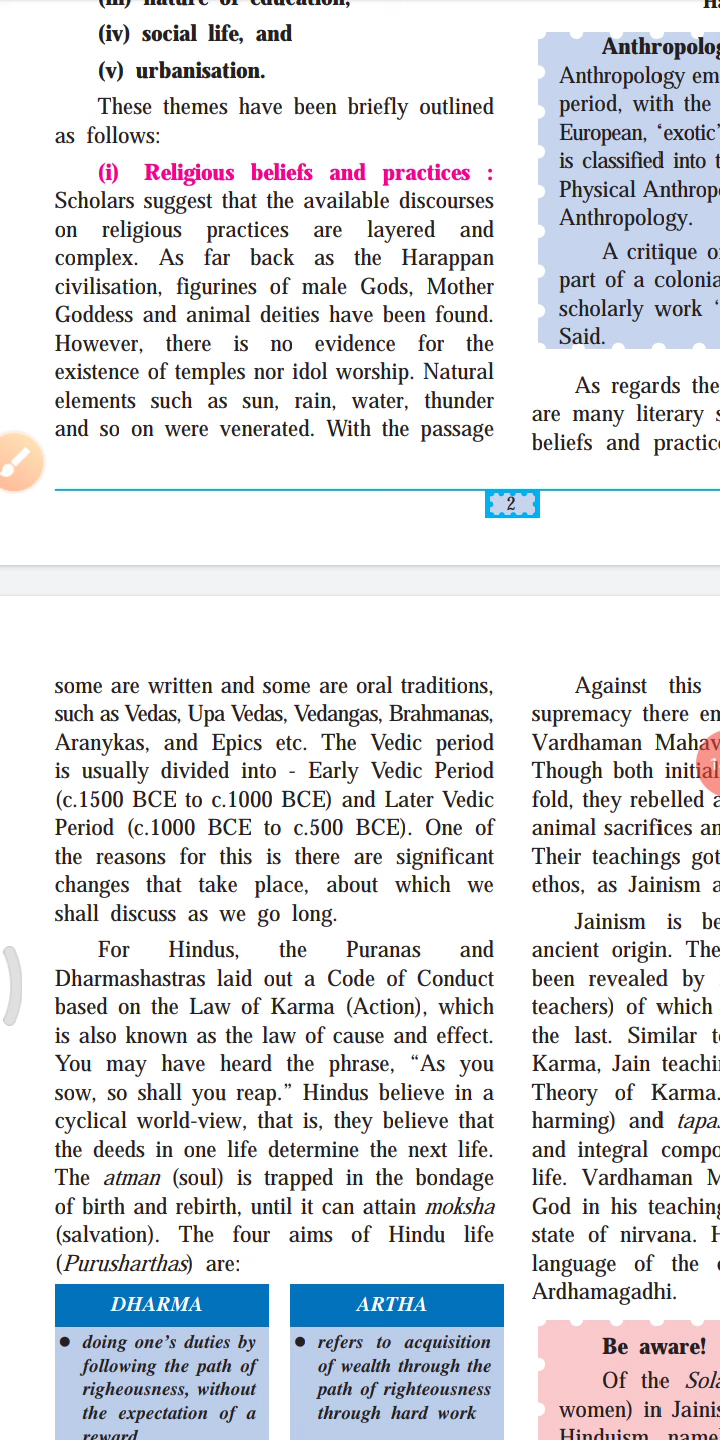 (iii) nature of education,
(iv) social life, and
(v) urbanisation.
These themes have been briefly outlined
as follows:
(i) Religious beliefs and practices :
Scholars suggest that the available discourses
on religious practices are layered and
complex. As far back as the Harappan
civilisation, figurines of male Gods, Mother
Goddess and animal deities have been found.
However, there is no evidence for the
existence of temples nor idol worship. Natural
elements such as sun, rain, water, thunder
and so on were venerated. With the passage
Anthropology em
period, with the
European, ‘exotic’
is classified into
Physical
Anthropology.
A critique
part of a
scholarly work ‘
Said.
As regards the
are many literary
beliefs and
2
some are written and some are oral traditions,
such as Vedas, Upa Vedas, Vedangas, Brahmanas,
Aranykas, and Epics etc. The Vedic period
is usually divided into - Early Vedic Period
(c.1500 BCE to c.1000 BCE) and Later Vedic
Period (c.1000 BCE to c.500 BCE). One of
the reasons for this is there are significant
changes that take place, about which we
shall discuss as we go long.
For Hindus, the Puranas and
Dharmashastras laid out a Code of Conduct
based on the Law of Karma (Action), which
is also known as the law of cause and effect.
You may have heard the phrase, “As you
sow, so shall you reap.” Hindus believe in a
cyclical world-view, that is, they believe that
the deeds in one life determine the next life.
The atman (soul) is trapped in the bondage
of birth and rebirth, until it can attain moksha
(salvation). The four aims of Hindu life
(Purusharthas) are:
DHARMA
● doing one’s duties by
following the path of
righeousness, without
the expectation of a
reward
ARTHA
● refers to acquisition
of wealth through the
path of righteousness
through hard work
Against this
supremacy there
Vardhaman
Though both
fold, they rebelled
animal sacrifices
Their teachings got
ethos, as Jainism
Jainism is
ancient origin.
been revealed by
teachers) of which
the last. Similar
Karma, Jain
Theory of Karma.
harming) and
and integral
life. Vardhaman
God in his
state of nirvana.
language of the
Ardhamagadhi.
Be aware!
Of the
women) in
Hinduism